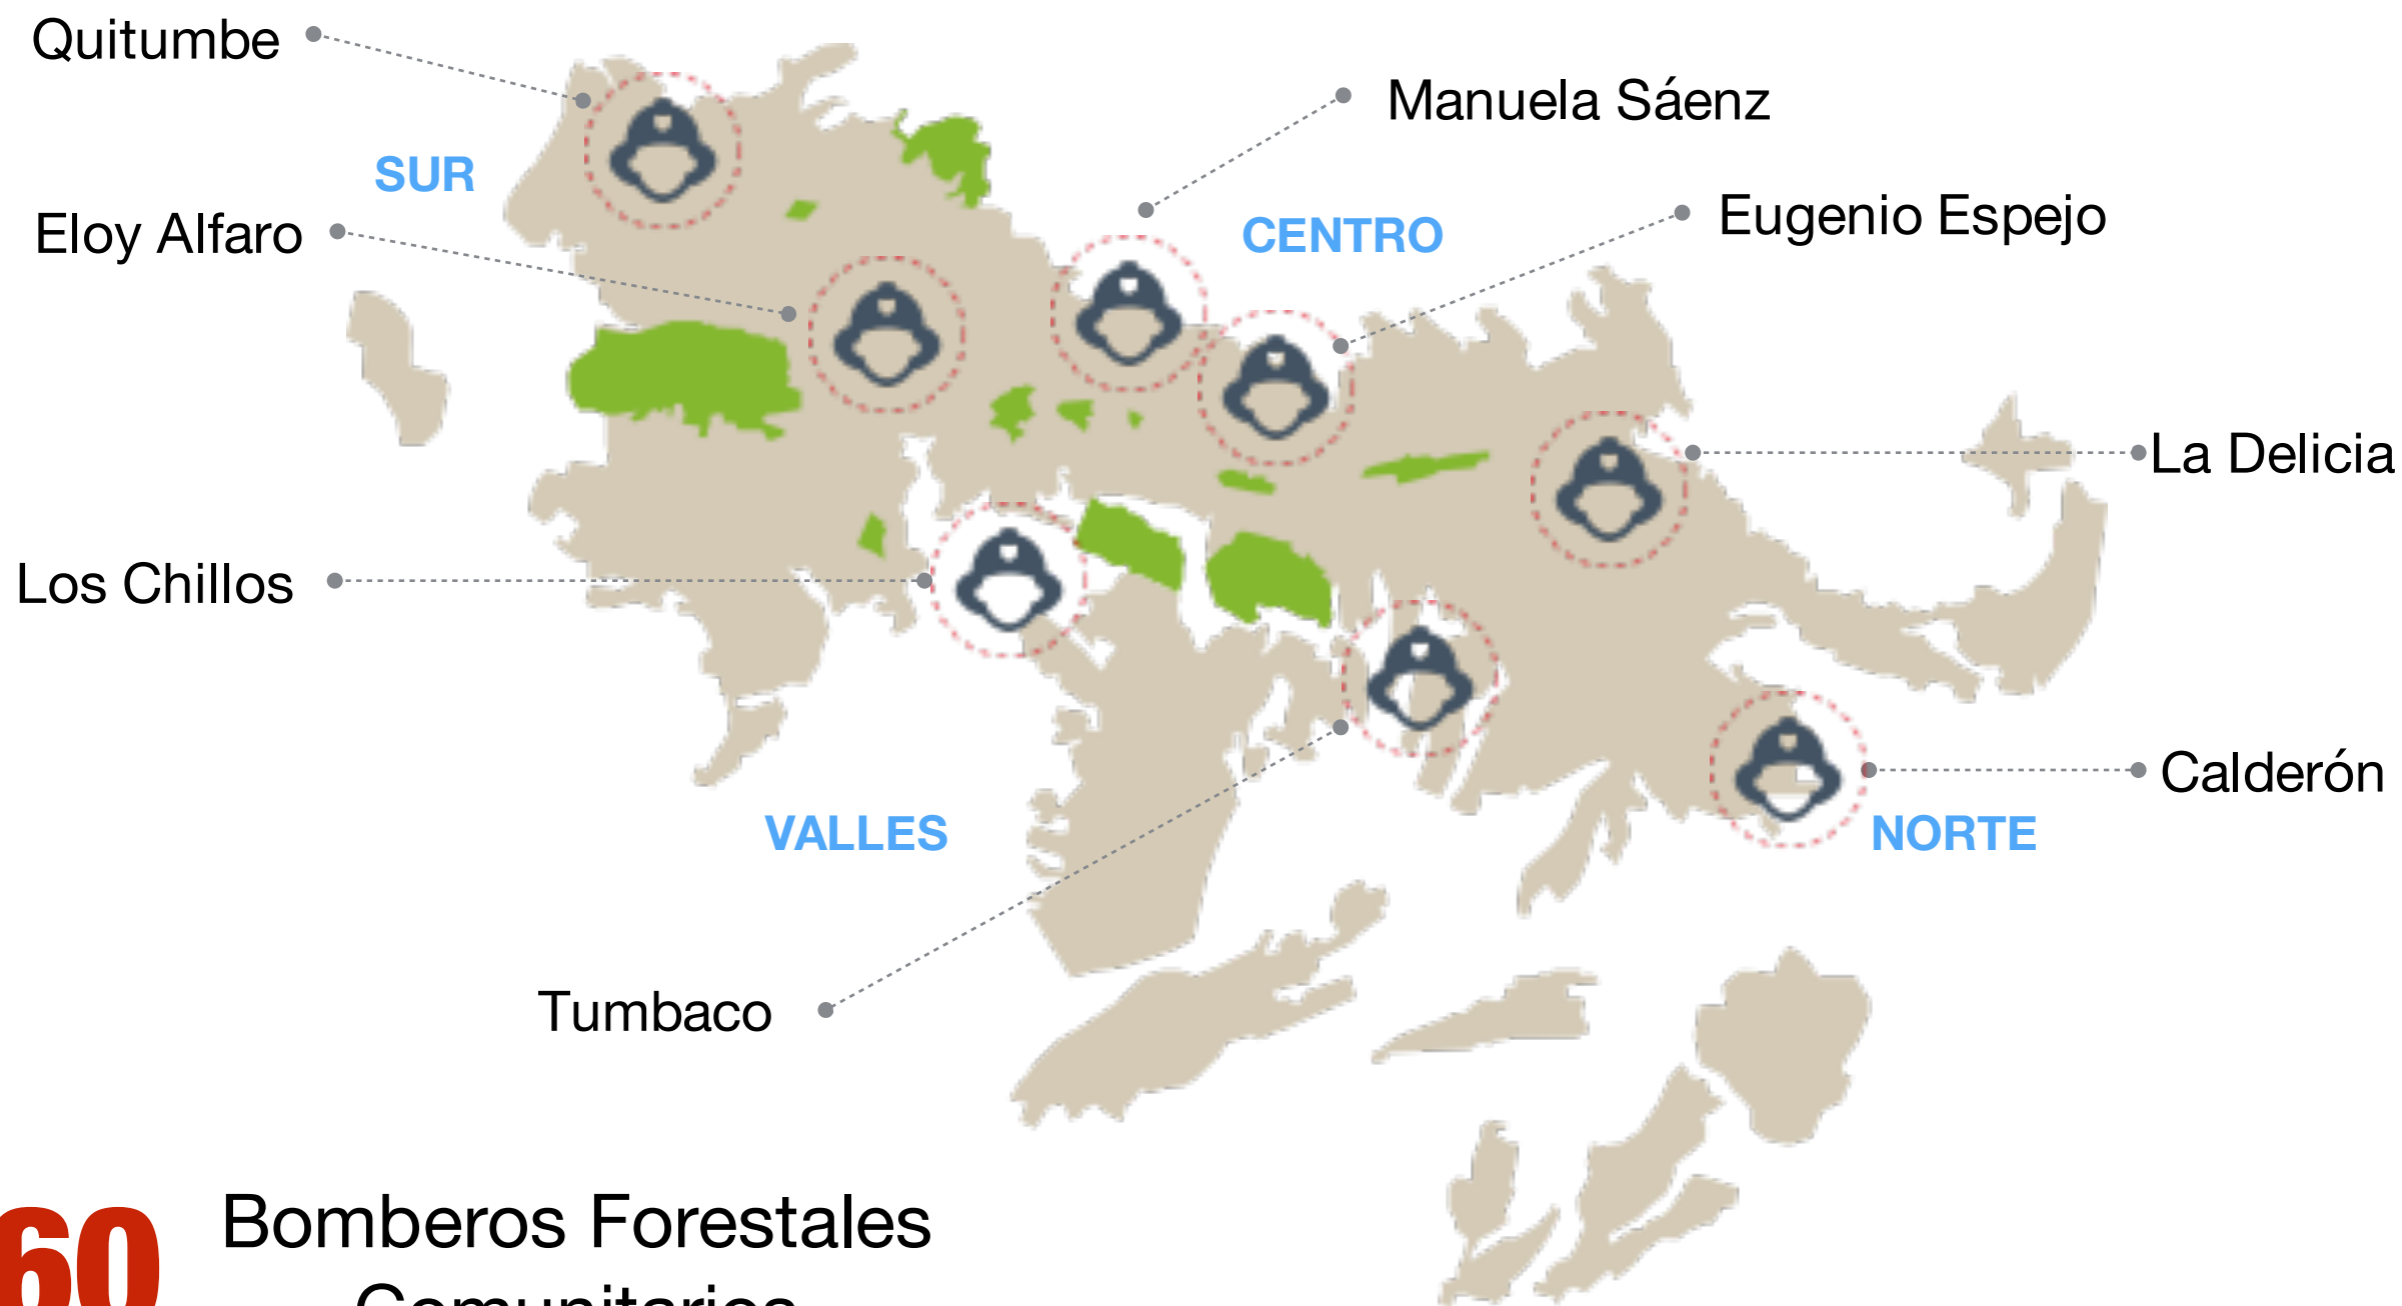 Quitumbe
Manuela Sáenz
SUR
Eugenio Espejo
Eloy Alfaro
CENTRO
La Delicia
Los Chillos
Calderón
VALLES
NORTE
Tumbaco
60 Bomberos Forestales
Comunitarios